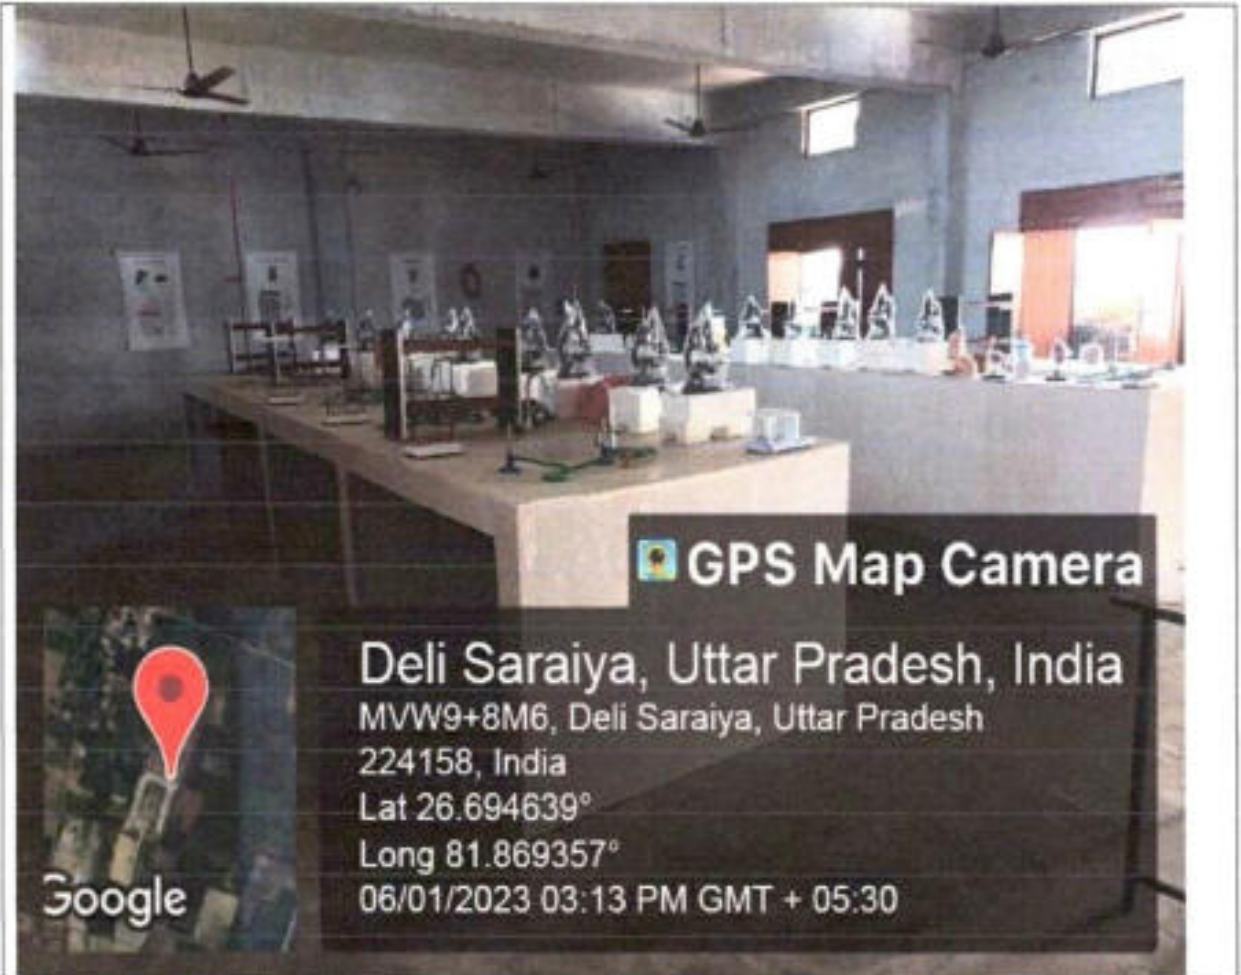 GPS Map Camera
Deli Saraiya, Uttar Pradesh, India
MVW9+8M6, Deli Saraiya, Uttar Pradesh
224158, India
Lat 26.694639°
Long 81.869357°
06/01/2023 03:13 PM GMT + 05:30
Google